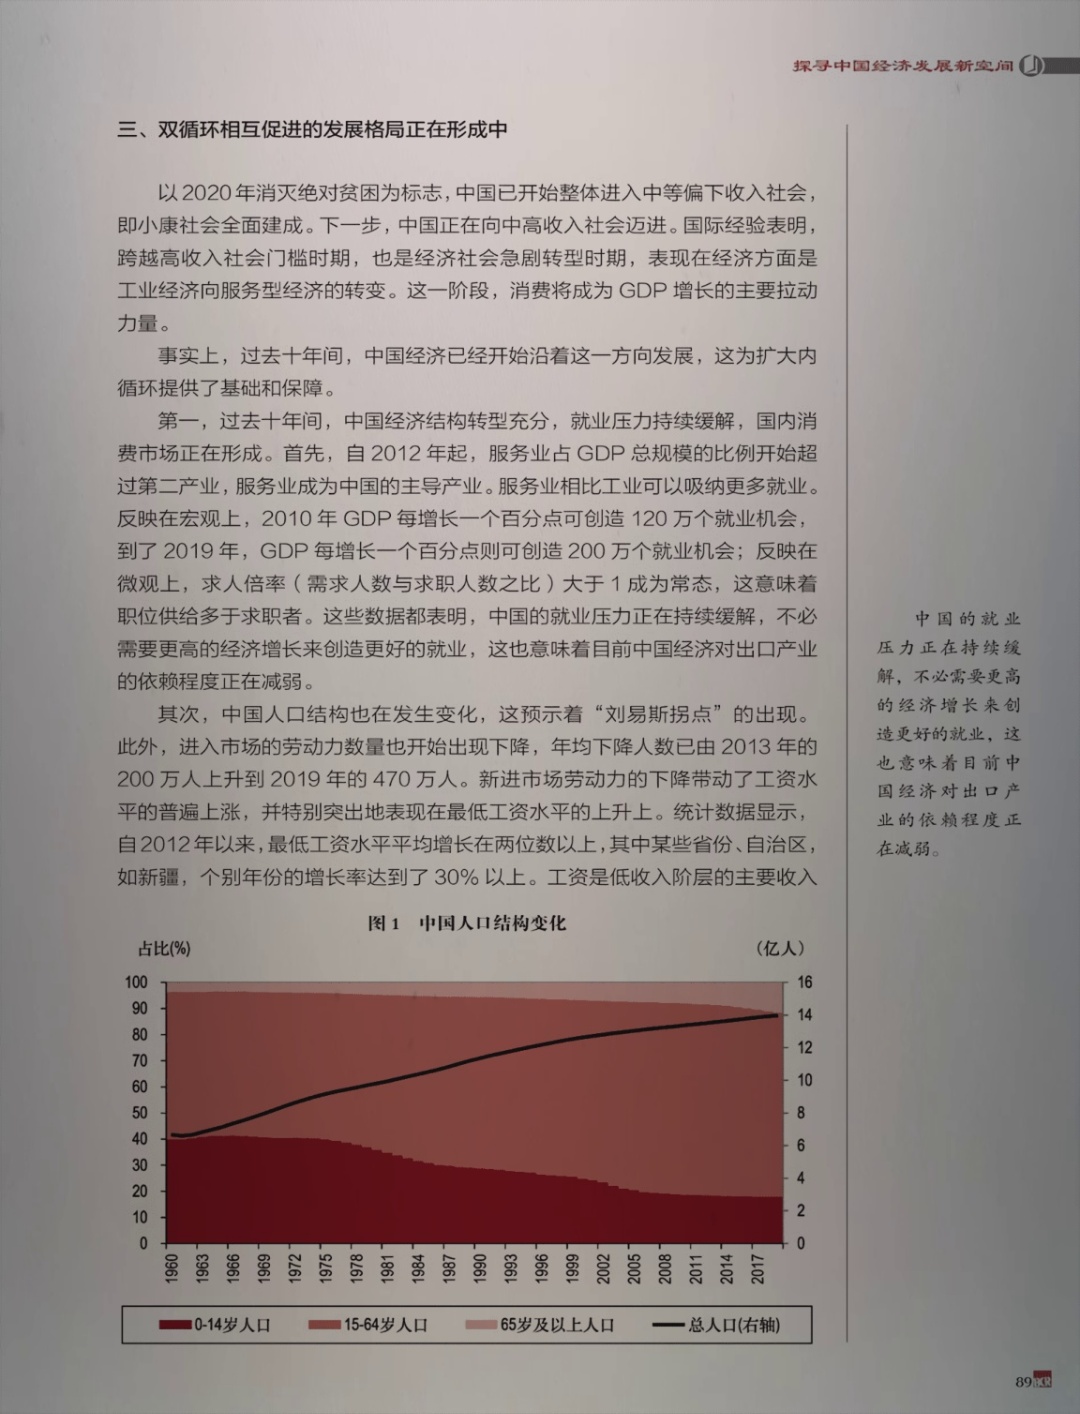 探寻中国经济发展新空间
三、双循环相互促进的发展格局正在形成中
以2020年消灭绝对贫困为标志，中国已开始整体进入中等偏下收入社会，
即小康社会全面建成。下一步，中国正在向中高收入社会迈进。国际经验表明，
跨越高收入社会门槛时期，也是经济社会急剧转型时期，表现在经济方面是
工业经济向服务型经济的转变。这一阶段，消费将成为 GDP 增长的主要拉动
力量。
事实上，过去十年间，中国经济已经开始沿着这一方向发展，这为扩大内
循环提供了基础和保障。
第一，过去十年间，中国经济结构转型充分，就业压力持续缓解，国内消
费市场正在形成。首先，自 2012 年起，服务业占 GDP 总规模的比例开始超
过第二产业，服务业成为中国的主导产业。服务业相比工业可以吸纳更多就业。
反映在宏观上，2010 年 GDP 每增长一个百分点可创造 120 万个就业机会，
到了 2019 年，GDP 每增长一个百分点则可创造 200 万个就业机会；反映在
微观上，求人倍率（需求人数与求职人数之比）大于 1 成为常态，这意味着
职位供给多于求职者。这些数据都表明，中国的就业压力正在持续缓解，不必
需要更高的经济增长来创造更好的就业，这也意味着目前中国经济对出口产业
的依赖程度正在减弱。
其次，中国人口结构也在发生变化，这预示着“刘易斯拐点”的出现。
此外，进入市场的劳动力数量也开始出现下降，年均下降人数已由 2013 年的
200 万人上升到 2019 年的 470 万人。新进市场劳动力的下降带动了工资水
平的普遍上涨，并特别突出地表现在最低工资水平的上升上。统计数据显示，
自2012年以来，最低工资水平平均增长在两位数以上，其中某些省份、自治区，
如新疆，个别年份的增长率达到了 30% 以上。工资是低收入阶层的主要收入
中国的就业
压力正在持续缓
解，不必需要更高
的经济增长来创
造更好的就业，这
也意味着目前中
国经济对出口产
业的依赖程度正
在减弱。
图 1 中国人口结构变化
占比(%) （亿人）
100 16
90 14
80 12
70 10
60 8
50 6
40 4
30 2
20 0
10
0
1960 1963 1966 1969 1972 1975 1978 1981 1984 1987 1990 1993 1996 1999 2002 2005 2008 2011 2014 2017
0-14岁人口 15-64岁人口 65岁及以上人口 总人口(右轴)
89